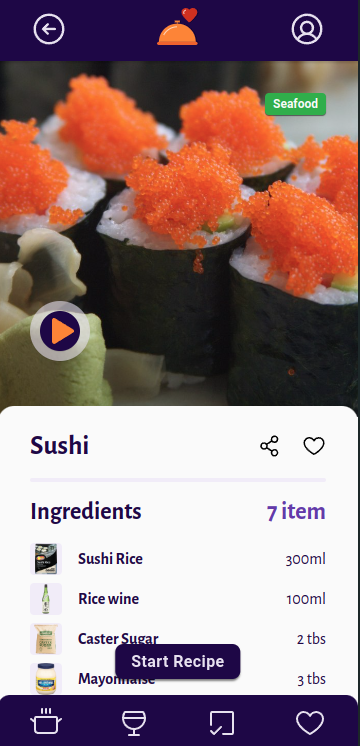 Seafood
Sushi
Ingredients 7 item
Sushi Rice 300ml
Rice wine 100ml
Caster Sugar 2 tbs
Start Recipe
Mayonnaise 3 tbs